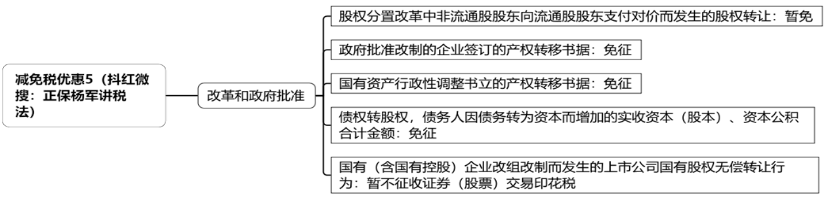 减免税优惠5（抖红微
搜：正保杨军讲税
法）
改革和政府批准
股权分置改革中非流通股股东向流通股股东支付对价而发生的股权转让：暂免
政府批准改制的企业签订的产权转移书据：免征
国有资产行政性调整书立的产权转移书据：免征
债权转股权，债务人因债务转为资本而增加的实收资本（股本）、资本公积
合计金额：免征
国有（含国有控股）企业改组改制而发生的上市公司国有股权无偿转让行
为：暂不征收证券（股票）交易印花税